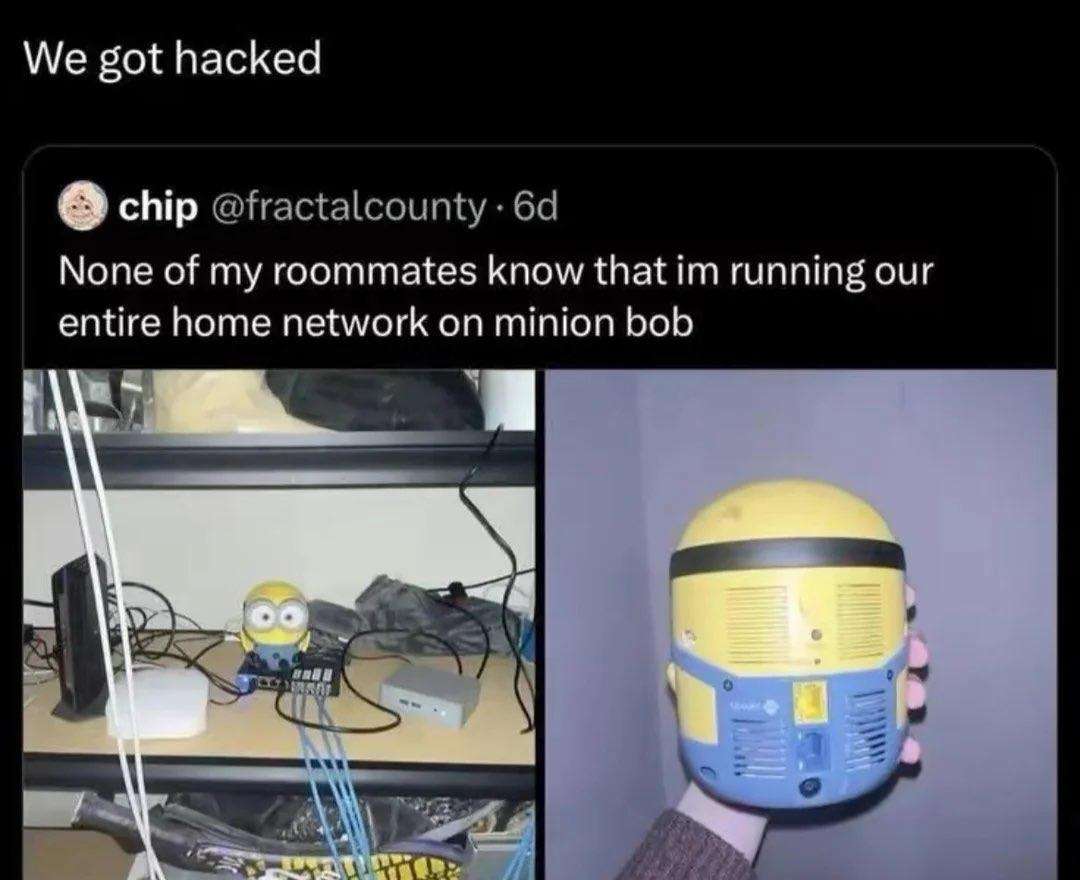 We got hacked
chip @fractalcounty · 6d
None of my roommates know that im running our
entire home network on minion bob